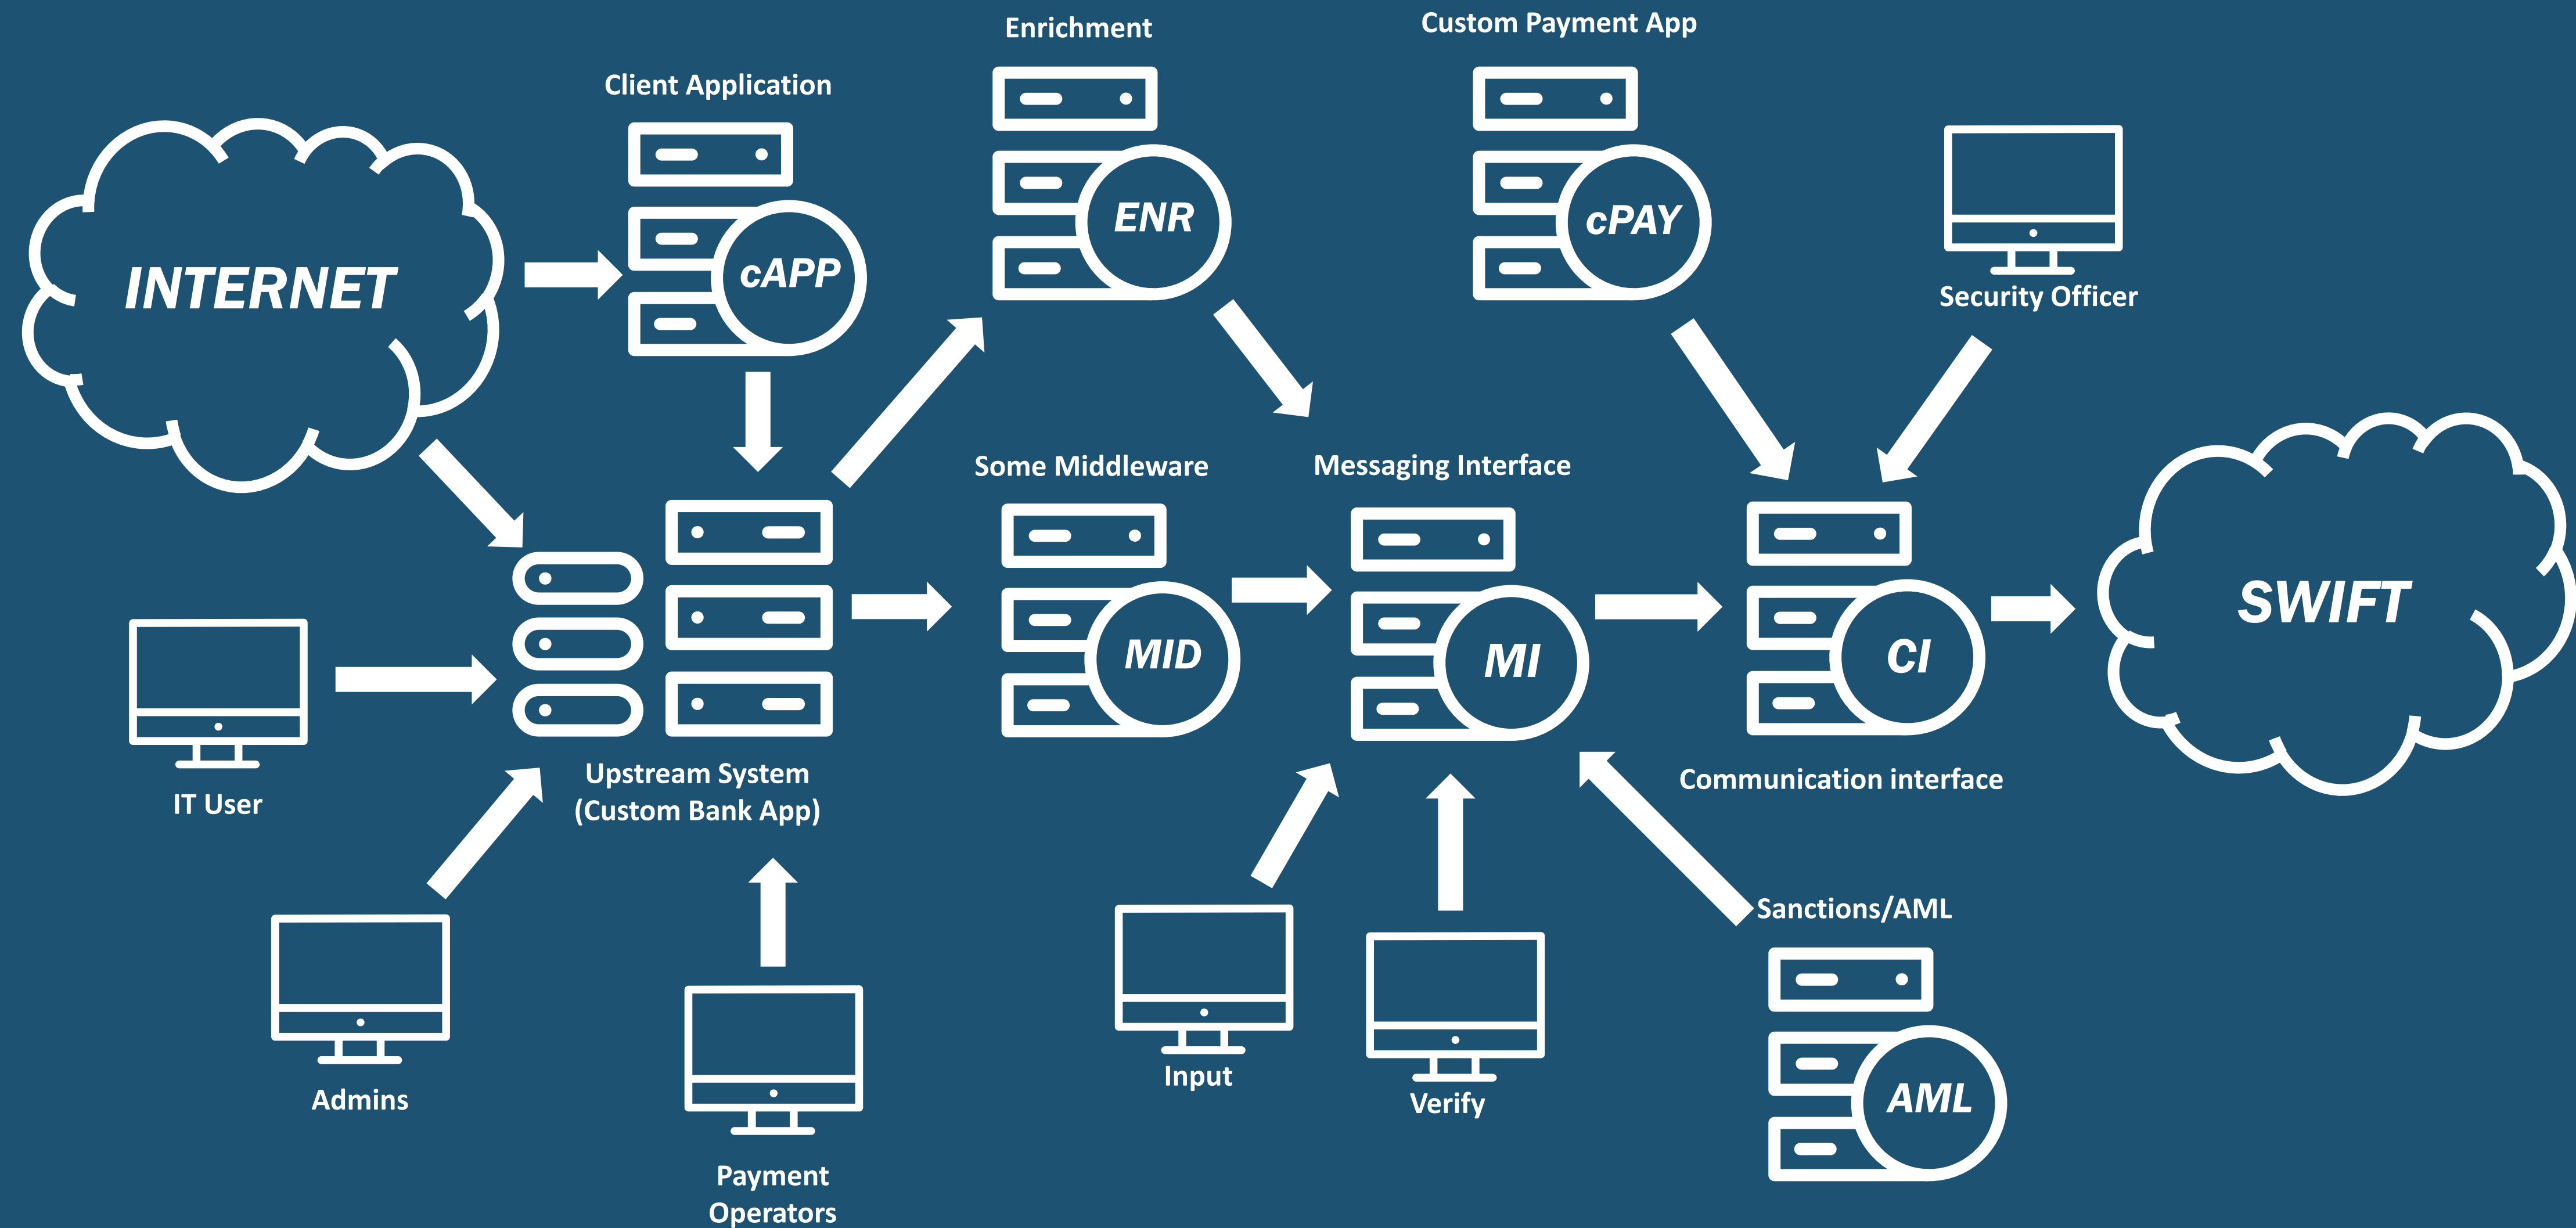 Enrichment
Custom Payment App
Client Application
ENR
cPAY
cAPP
INTERNET
Security Officer
Some Middleware
Messaging Interface
MID
MI
CI
SWIFT
Upstream System
(Custom Bank App)
Communication interface
IT User
Sanctions/AML
Admins
Input
Verify
AML
Payment
Operators